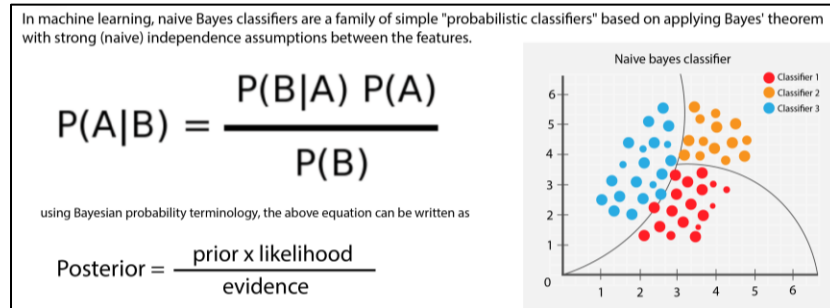 In machine learning, naive Bayes classifiers are a family of simple "probabilistic classifiers" based on applying Bayes' theorem
with strong (naive) independence assumptions between the features.
P(A|B) =
P(B|A) P(A)
P(B)
using Bayesian probability terminology, the above equation can be written as
Posterior =
prior x likelihood
evidence
Naive bayes classifier
Classifier 1
Classifier 2
Classifier 3
6
5
4
3
2
1
0
1 2 3 4 5 6